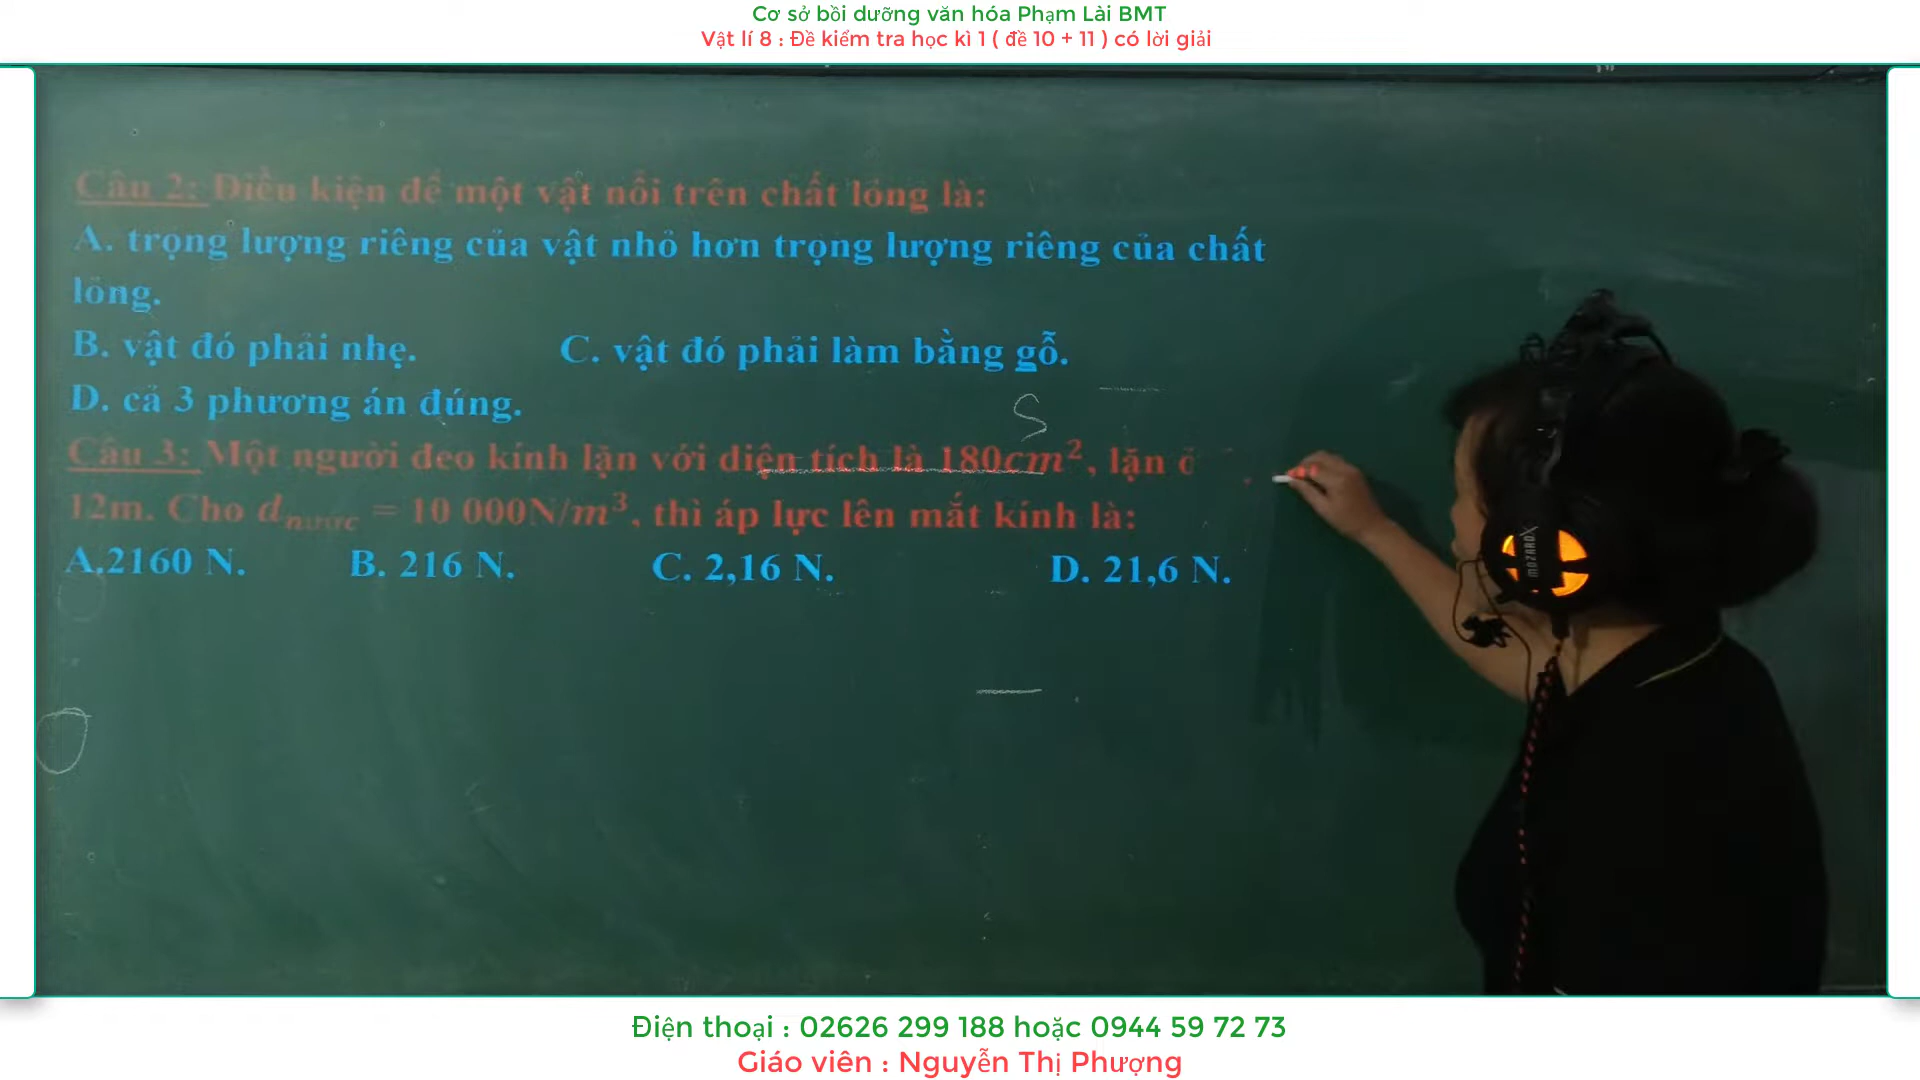 Cơ sở bồi dưỡng văn hóa Phạm Lài BMT
Vật lí 8 : Đề kiểm tra học kì 1 ( đề 10 + 11 ) có lời giải
Câu 2: Điều kiện để một vật nổi trên chất lỏng là:
A. trọng lượng riêng của vật nhỏ hơn trọng lượng riêng của chất
lỏng.
B. vật đó phải nhẹ. C. vật đó phải làm bằng gỗ.
D. cả 3 phương án đúng.
S
Câu 3: Một người đeo kính lặn với diện tích là 180cm², lặn ở
12m. Cho dnước = 10 000N/m³, thì áp lực lên mắt kính là:
A.2160 N. B. 216 N. C. 2,16 N. D. 21,6 N.
MOZARDX
Điện thoại : 02626 299 188 hoặc 0944 59 72 73
Giáo viên : Nguyễn Thị Phượng